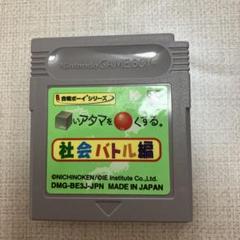 Nintendo GAME BOY
合格ボーイシリーズ
いアタマを くする。
社会バトル編
©NICHINOKEN/©IE Institute Co., Ltd.
DMG-BE3J-JPN MADE IN JAPAN